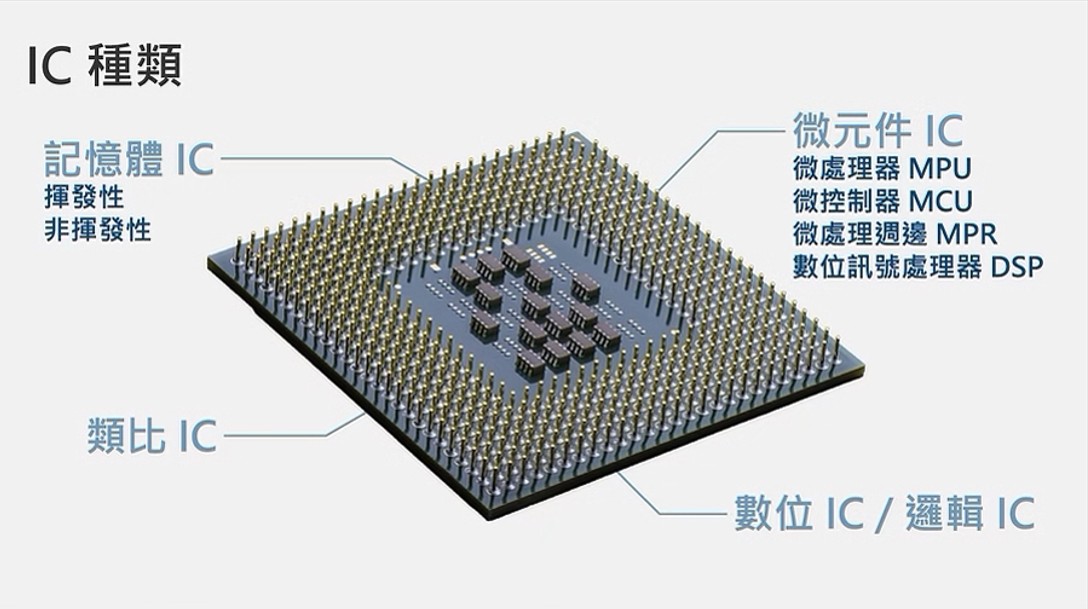 IC 種類
記憶體 IC
揮發性
非揮發性
微元件 IC
微處理器 MPU
微控制器 MCU
微處理週邊 MPR
數位訊號處理器 DSP
類比 IC
數位 IC / 邏輯 IC